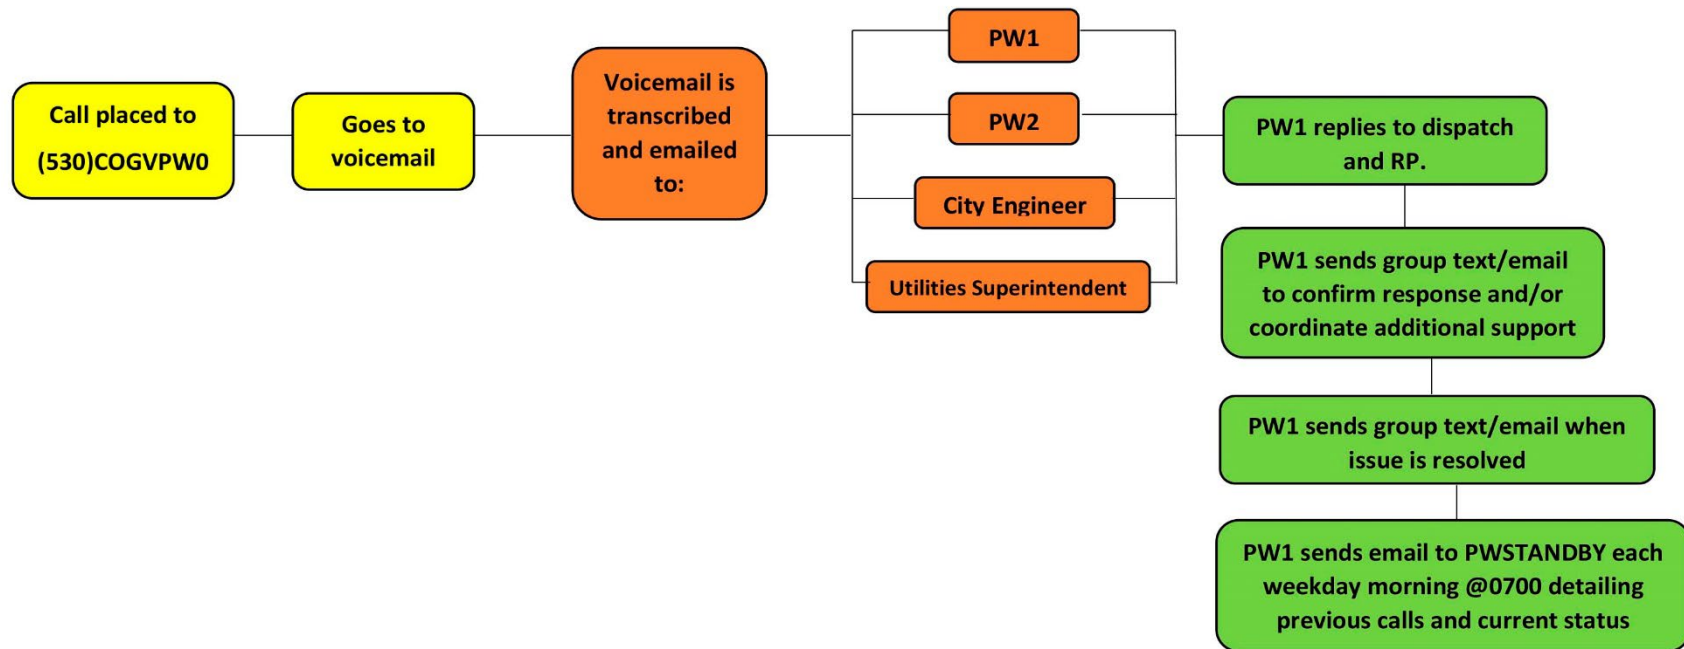 Call placed to
(530)COGVPW0
Goes to
voicemail
Voicemail is
transcribed
and emailed
to:
PW1
PW2
City Engineer
Utilities Superintendent
PW1 replies to dispatch
and RP.
PW1 sends group text/email
to confirm response and/or
coordinate additional support
PW1 sends group text/email when
issue is resolved
PW1 sends email to PWSTANDBY each
weekday morning @0700 detailing
previous calls and current status